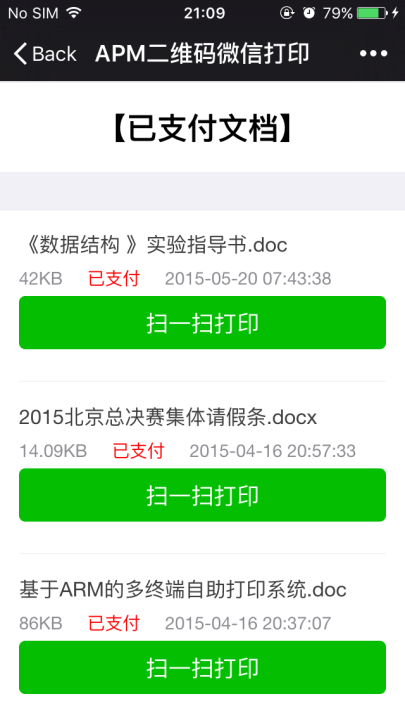 No SIM 21:09 79%
Back APM二维码微信打印
【已支付文档】
《数据结构 》实验指导书.doc
42KB 已支付 2015-05-20 07:43:38
扫一扫打印
2015北京总决赛集体请假条.docx
14.09KB 已支付 2015-04-16 20:57:33
扫一扫打印
基于ARM的多终端自助打印系统.doc
86KB 已支付 2015-04-16 20:37:07
扫一扫打印